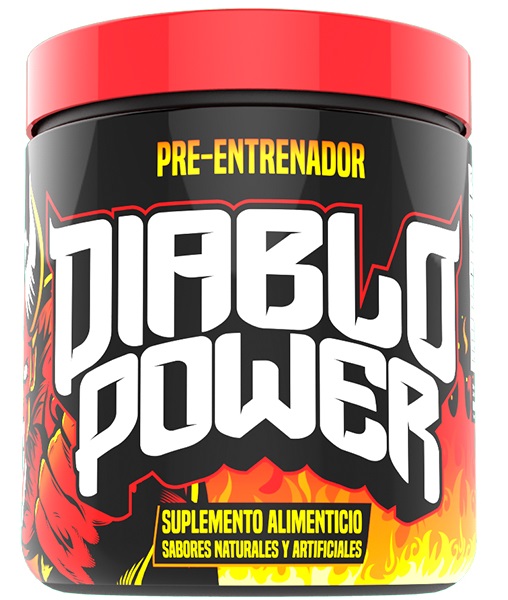 PRE-ENTRENADOR
DIABLO
POWER
SUPLEMENTO ALIMENTICIO
SABORES NATURALES Y ARTIFICIALES